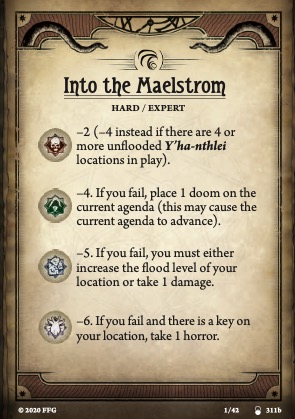 Into the Maelstrom
HARD / EXPERT
–2 (–4 instead if there are 4 or
more unflooded Y'ha-nthlei
locations in play).
–4. If you fail, place 1 doom on the
current agenda (this may cause the
current agenda to advance).
–5. If you fail, you must either
increase the flood level of your
location or take 1 damage.
–6. If you fail and there is a key on
your location, take 1 horror.
© 2020 FFG
1/42
311b